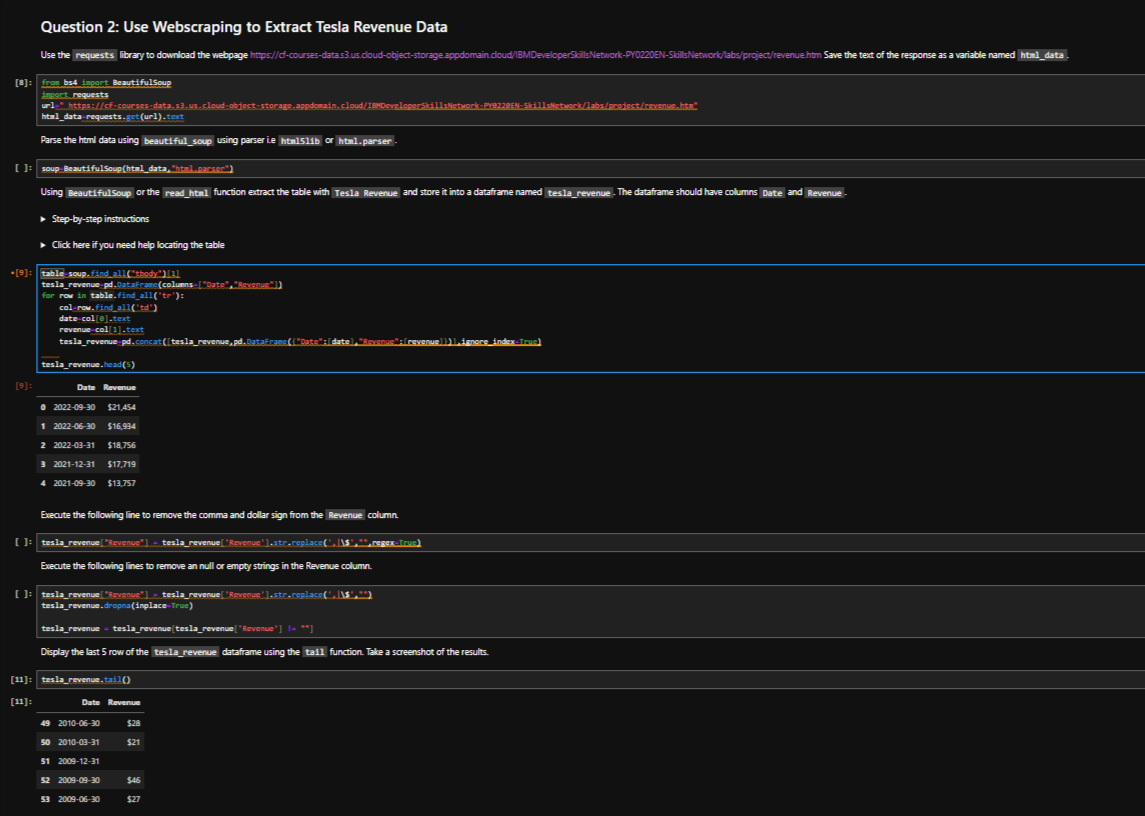 Question 2: Use Webscraping to Extract Tesla Revenue Data
Use the requests library to download the webpage https://cf-courses-data.s3.us.cloud-object-storage.appdomain.cloud/IBMDeveloperSkillsNetwork-PY0220EN-SkillsNetwork/labs/project/revenue.htm Save the text of the response as a variable named html_data.
[8]: from bs4 import BeautifulSoup
import requests
url=" https://cf-courses-data.s3.us.cloud-object-storage.appdomain.cloud/IBMDeveloperSkillsNetwork-PY0220EN-SkillsNetwork/labs/project/revenue.htm"
html_data=requests.get(url).text
Parse the html data using beautiful_soup using parser i.e html5lib or html.parser.
[ ]: soup=BeautifulSoup(html_data,"html.parser")
Using BeautifulSoup or the read_html function extract the table with Tesla Revenue and store it into a dataframe named tesla_revenue. The dataframe should have columns Date and Revenue.
▶ Step-by-step instructions
▶ Click here if you need help locating the table
•[9]: table=soup.find_all("tbody")[1]
tesla_revenue=pd.DataFrame(columns=["Date","Revenue"])
for row in table.find_all('tr'):
    col=row.find_all('td')
    date=col[0].text
    revenue=col[1].text
    tesla_revenue=pd.concat([tesla_revenue,pd.DataFrame({"Date":[date],"Revenue":[revenue]})],ignore_index=True)
tesla_revenue.head(5)
[9]: Date Revenue
0 2022-09-30 $21,454
1 2022-06-30 $16,934
2 2022-03-31 $18,756
3 2021-12-31 $17,719
4 2021-09-30 $13,757
Execute the following line to remove the comma and dollar sign from the Revenue column.
[ ]: tesla_revenue["Revenue"] = tesla_revenue['Revenue'].str.replace(',|\$',"",regex=True)
Execute the following lines to remove an null or empty strings in the Revenue column.
[ ]: tesla_revenue["Revenue"] = tesla_revenue['Revenue'].str.replace(',|\$',"")
tesla_revenue.dropna(inplace=True)
tesla_revenue = tesla_revenue[tesla_revenue['Revenue'] != ""]
Display the last 5 row of the tesla_revenue dataframe using the tail function. Take a screenshot of the results.
[11]: tesla_revenue.tail()
[11]: Date Revenue
49 2010-06-30 $28
50 2010-03-31 $21
51 2009-12-31
52 2009-09-30 $46
53 2009-06-30 $27